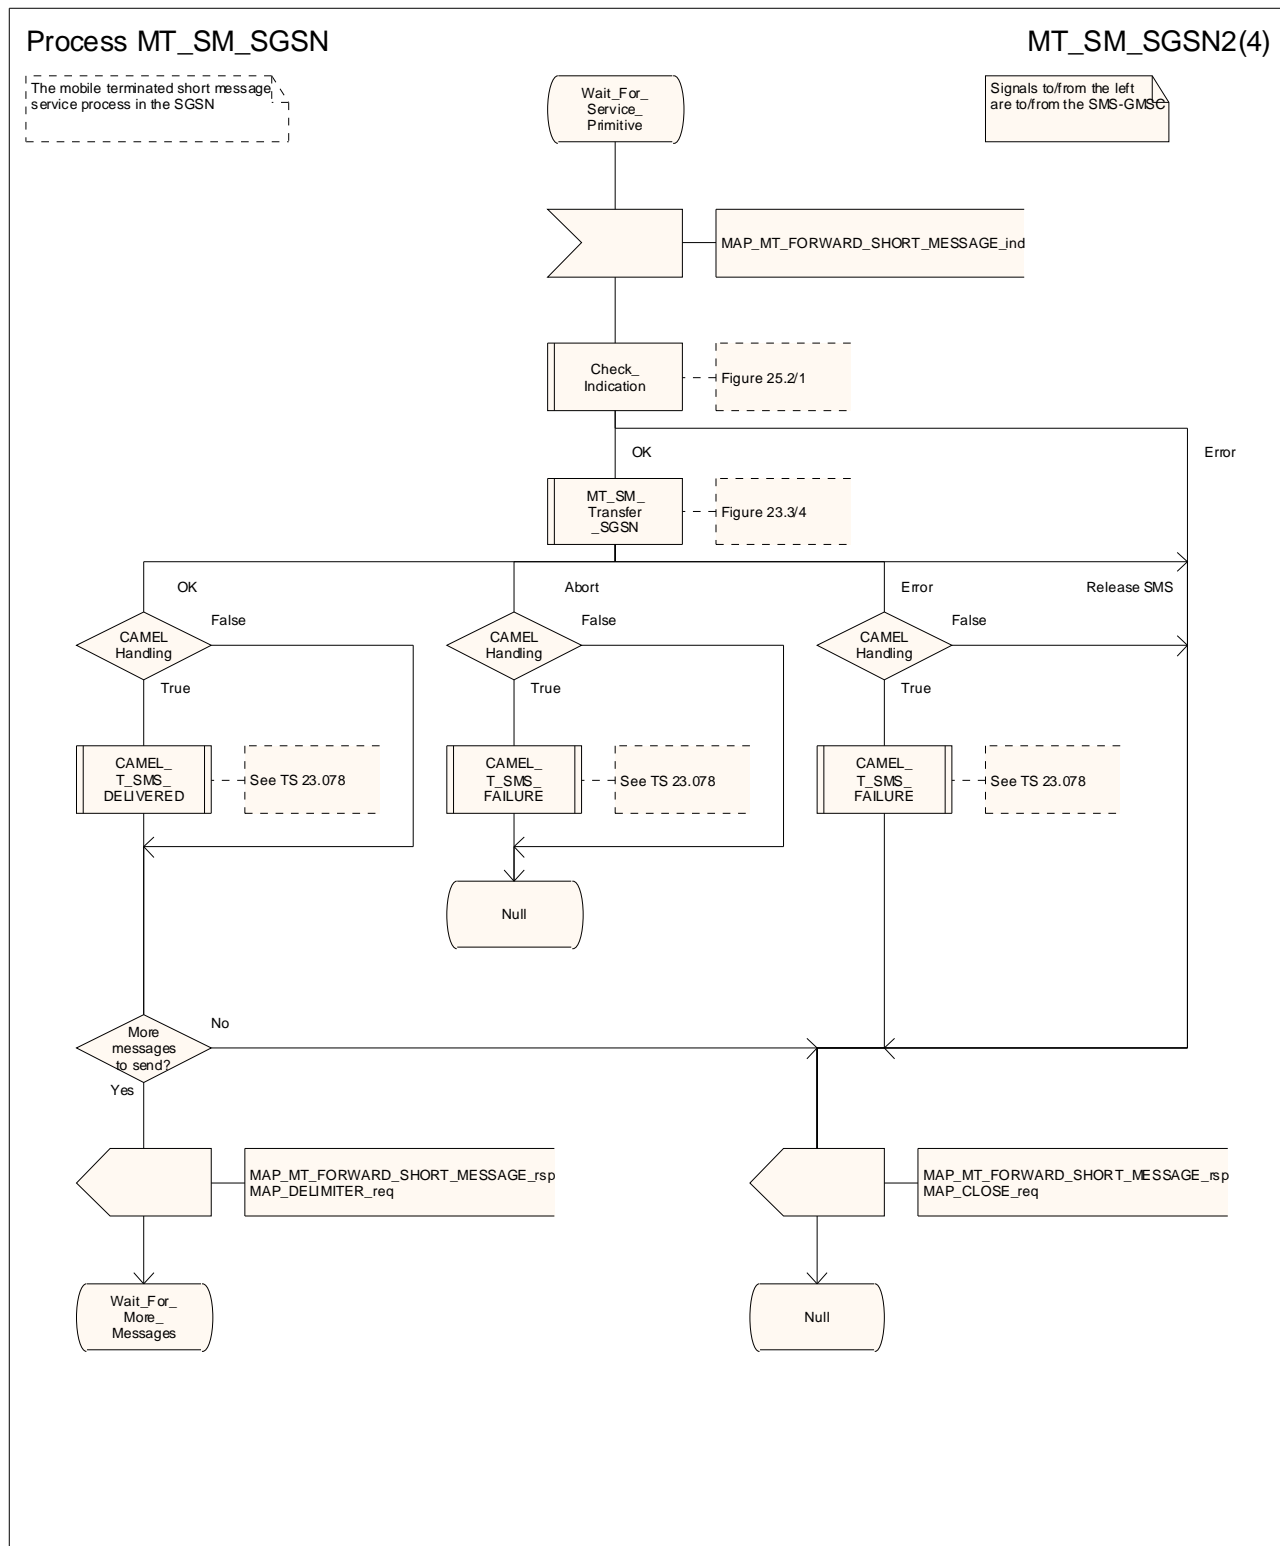 Process MT_SM_SGSN
MT_SM_SGSN2(4)
The mobile terminated short message
service process in the SGSN
Wait_For_
Service_
Primitive
Signals to/from the left
are to/from the SMS-GMSC
MAP_MT_FORWARD_SHORT_MESSAGE_ind
Check_
Indication
Figure 25.2/1
OK
Error
MT_SM_
Transfer
_SGSN
Figure 23.3/4
OK
Abort
Error
Release SMS
CAMEL
Handling
False
CAMEL
Handling
False
CAMEL
Handling
False
True
True
True
CAMEL_
T_SMS_
DELIVERED
See TS 23.078
CAMEL_
T_SMS_
FAILURE
See TS 23.078
CAMEL_
T_SMS_
FAILURE
See TS 23.078
Null
More
messages
to send?
No
Yes
MAP_MT_FORWARD_SHORT_MESSAGE_rsp
MAP_DELIMITER_req
MAP_MT_FORWARD_SHORT_MESSAGE_rsp
MAP_CLOSE_req
Wait_For_
More_
Messages
Null